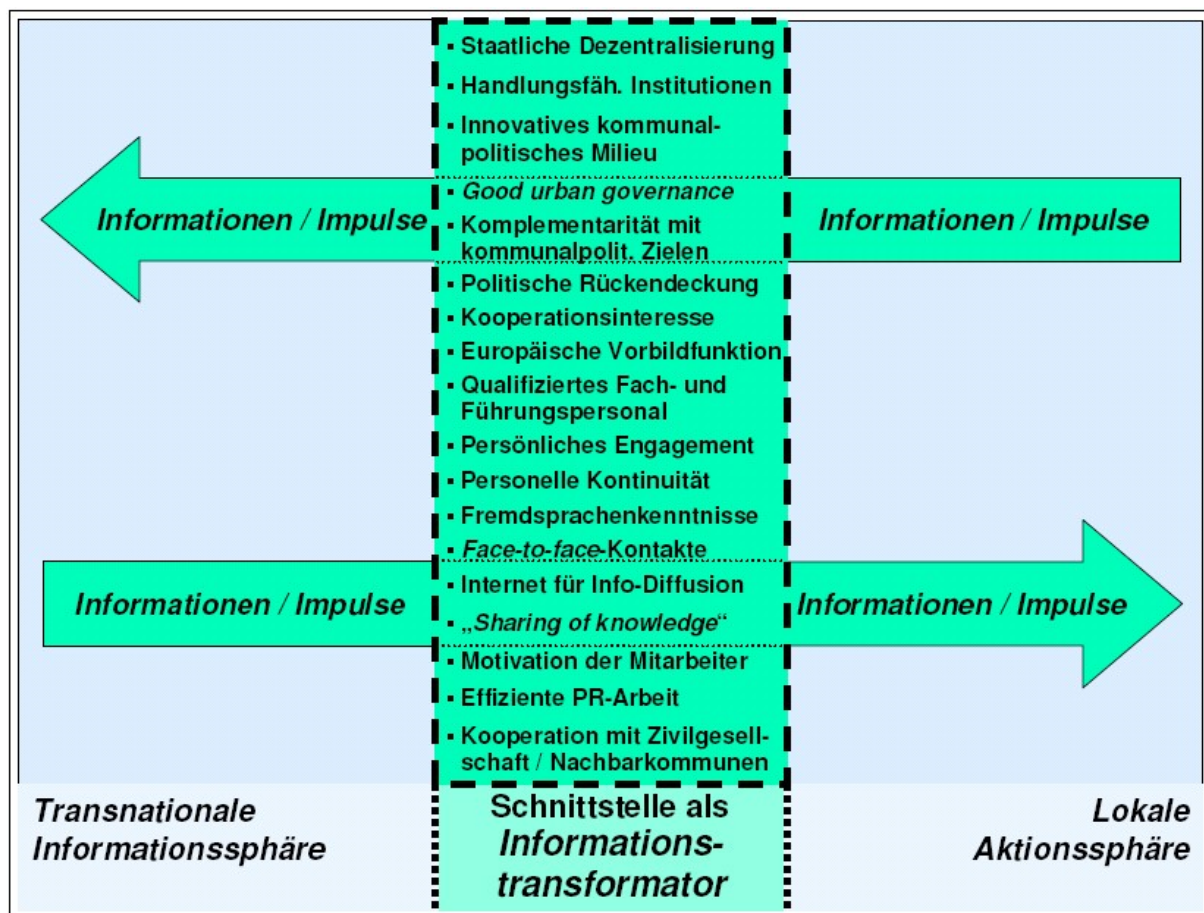 ▪ Staatliche Dezentralisierung
▪ Handlungsfäh. Institutionen
▪ Innovatives kommunal-
politisches Milieu
▪ Good urban governance
▪ Komplementarität mit
kommunalpolit. Zielen
Informationen / Impulse
Informationen / Impulse
▪ Politische Rückendeckung
▪ Kooperationsinteresse
▪ Europäische Vorbildfunktion
▪ Qualifiziertes Fach- und
Führungspersonal
▪ Persönliches Engagement
▪ Personelle Kontinuität
▪ Fremdsprachenkenntnisse
▪ Face-to-face-Kontakte
▪ Internet für Info-Diffusion
▪ „Sharing of knowledge“
Informationen / Impulse
Informationen / Impulse
▪ Motivation der Mitarbeiter
▪ Effiziente PR-Arbeit
▪ Kooperation mit Zivilgesell-
schaft / Nachbarkommunen
Transnationale
Informationssphäre
Schnittstelle als
Informations-
transformator
Lokale
Aktionssphäre